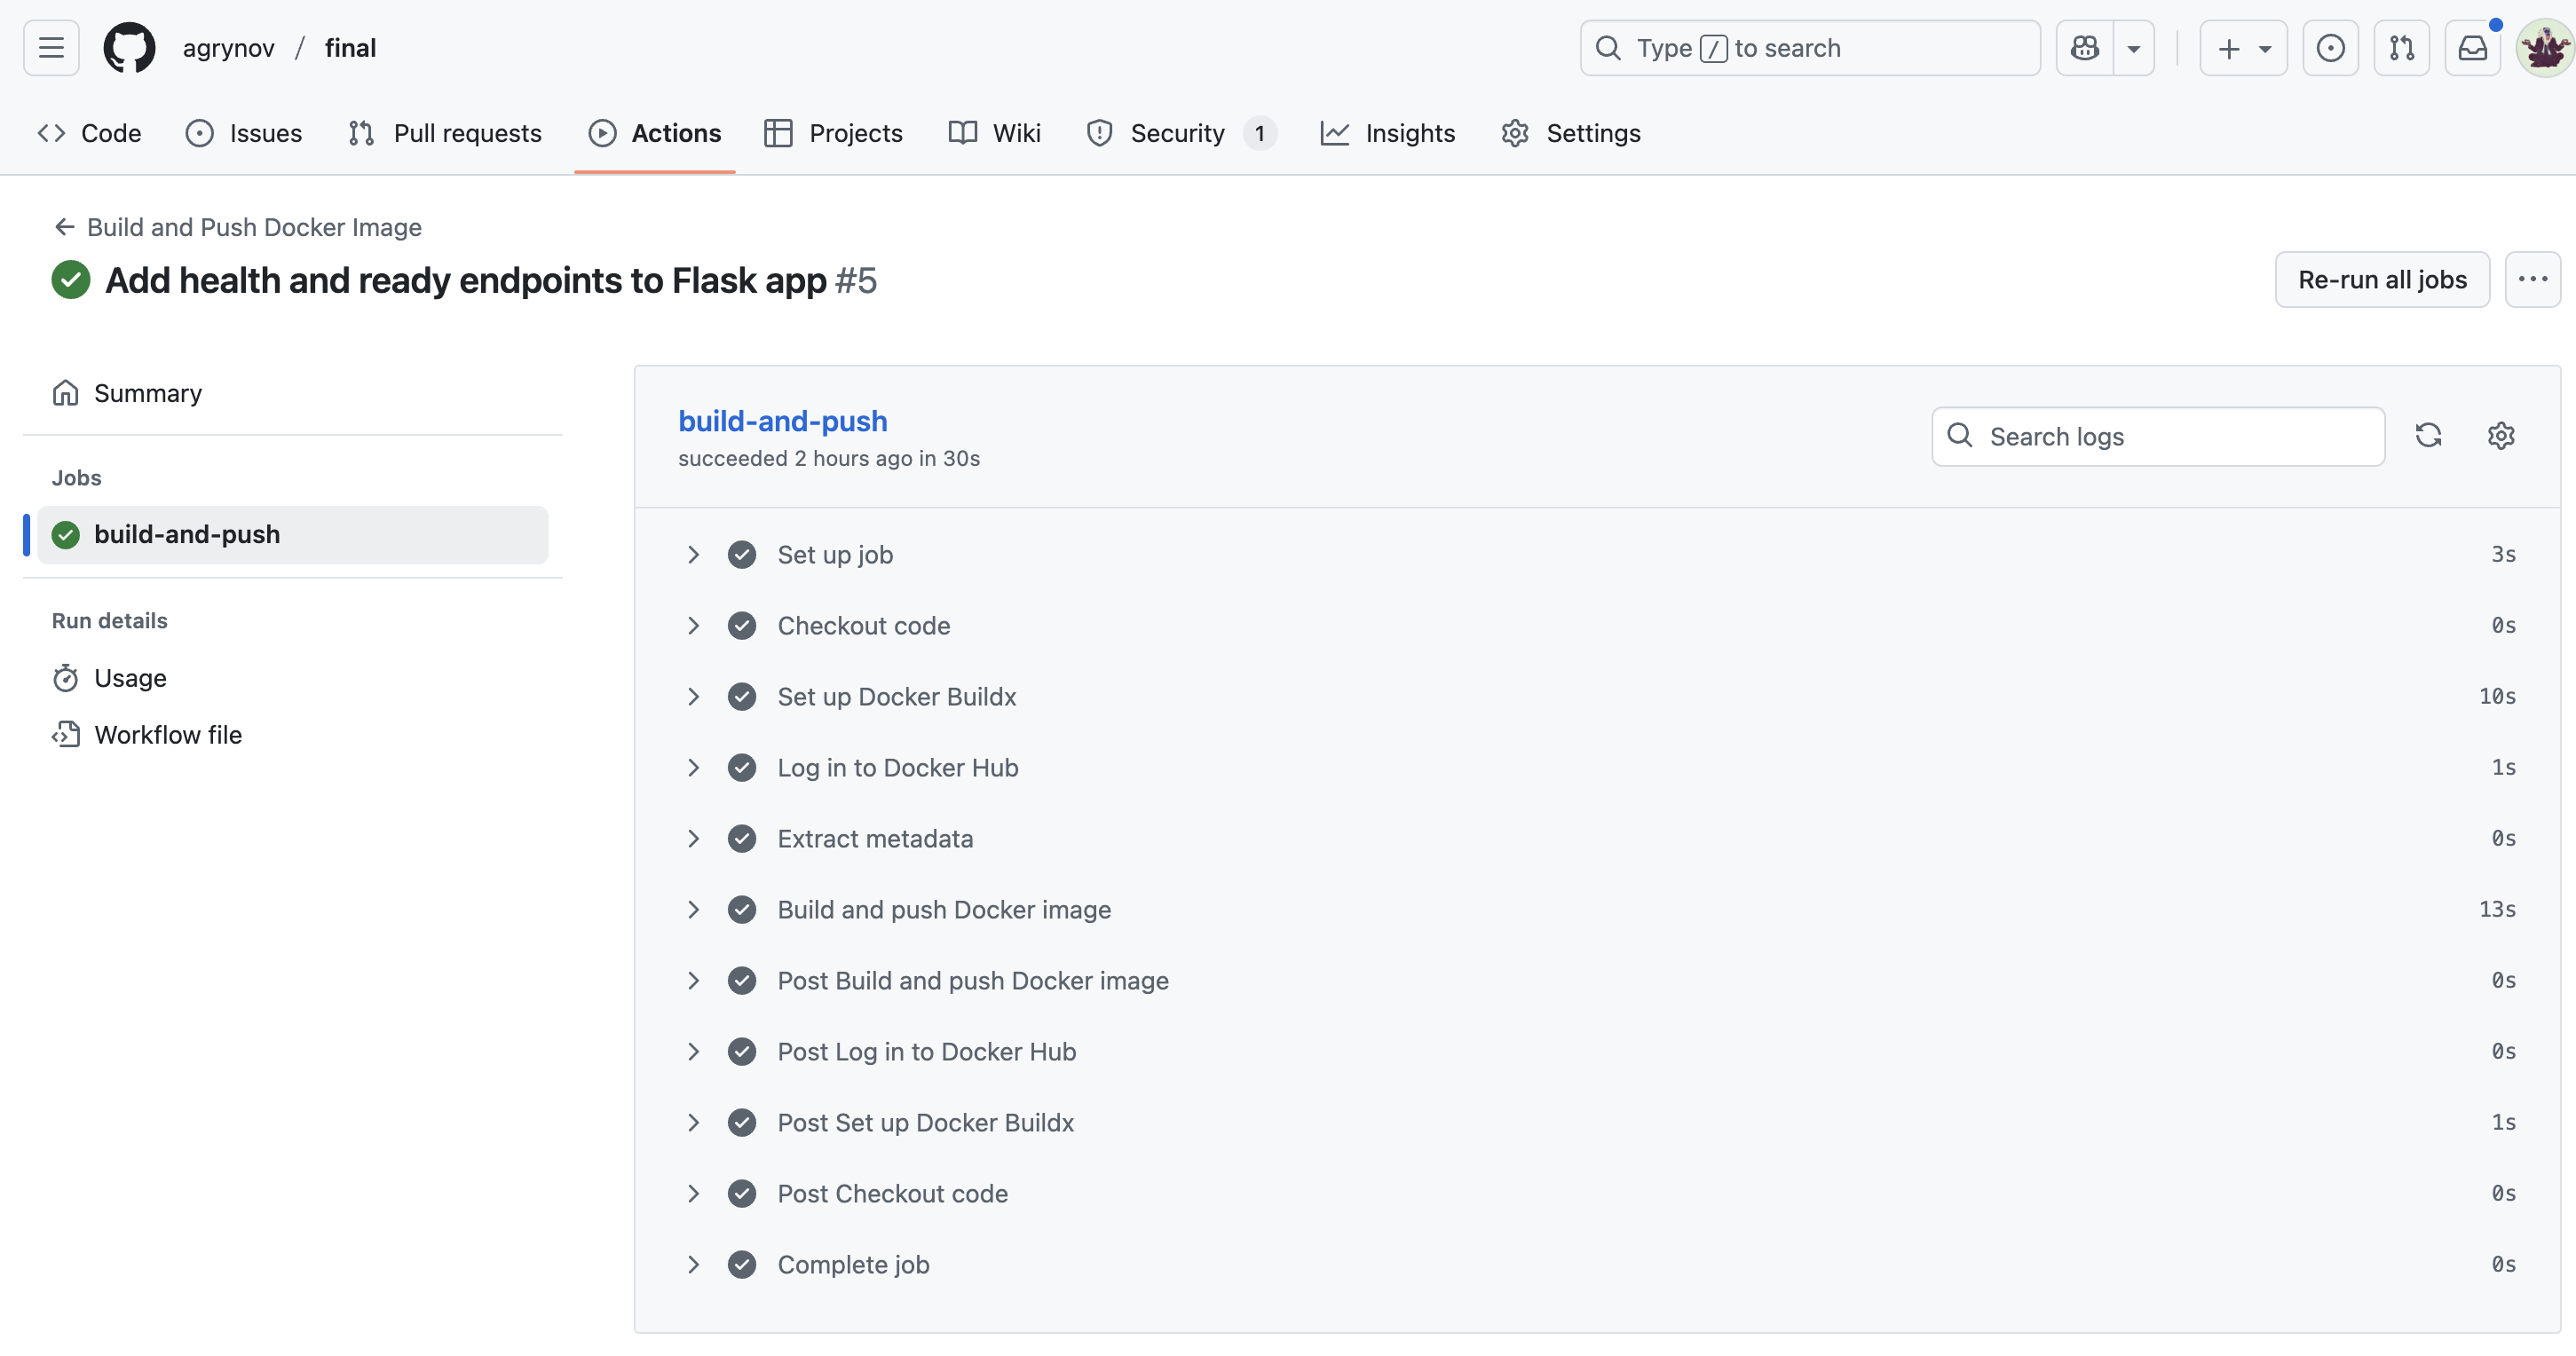 agrynov / final
Type / to search
Code Issues Pull requests Actions Projects Wiki Security 1 Insights Settings
Build and Push Docker Image
Add health and ready endpoints to Flask app #5
Re-run all jobs
Summary
Jobs
build-and-push
Run details
Usage
Workflow file
build-and-push
succeeded 2 hours ago in 30s
Search logs
Set up job 3s
Checkout code 0s
Set up Docker Buildx 10s
Log in to Docker Hub 1s
Extract metadata 0s
Build and push Docker image 13s
Post Build and push Docker image 0s
Post Log in to Docker Hub 0s
Post Set up Docker Buildx 1s
Post Checkout code 0s
Complete job 0s